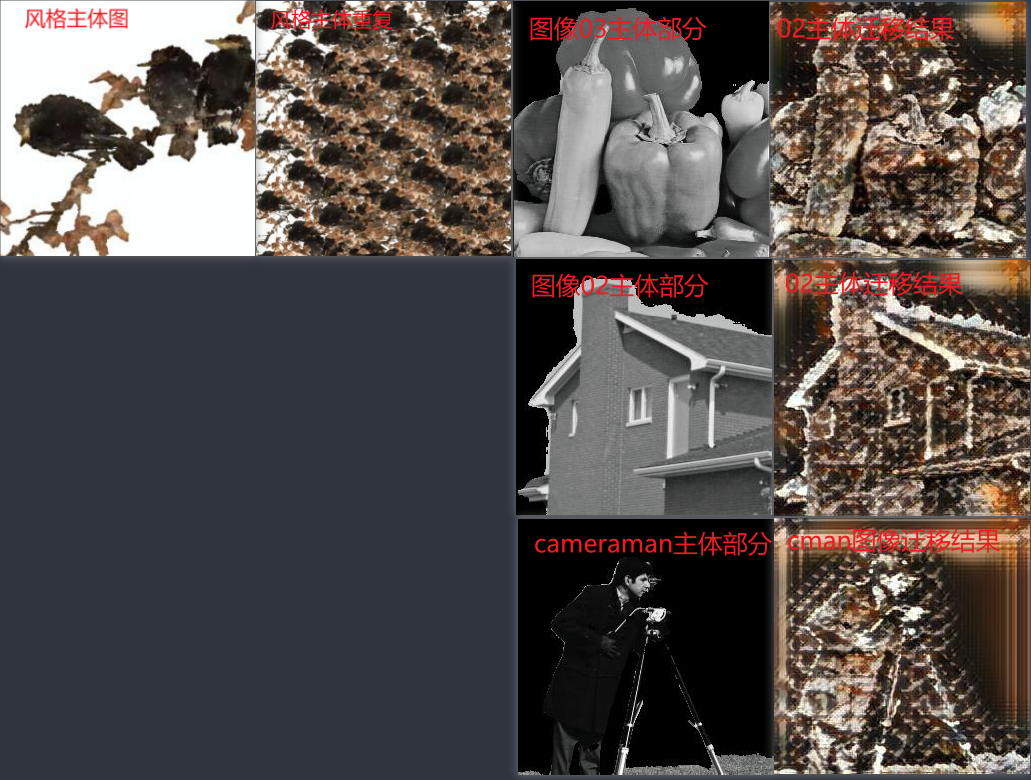 风格主体图
风格主体重复
图像03主体部分
02主体迁移结果
图像02主体部分
02主体迁移结果
cameraman主体部分
cman图像迁移结果